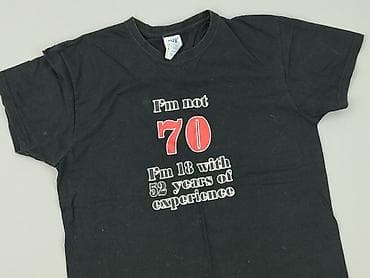 I'm not
70
I'm 18 with
52 years of
experience